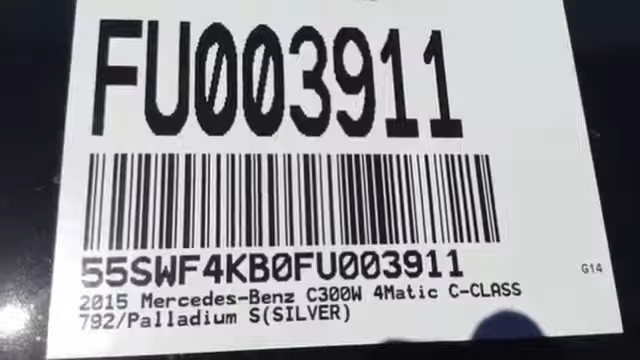 FU003911
55SWF4KB0FU003911
G14
2015 Mercedes-Benz C300W 4Matic C-CLASS
792/Palladium S(SILVER)